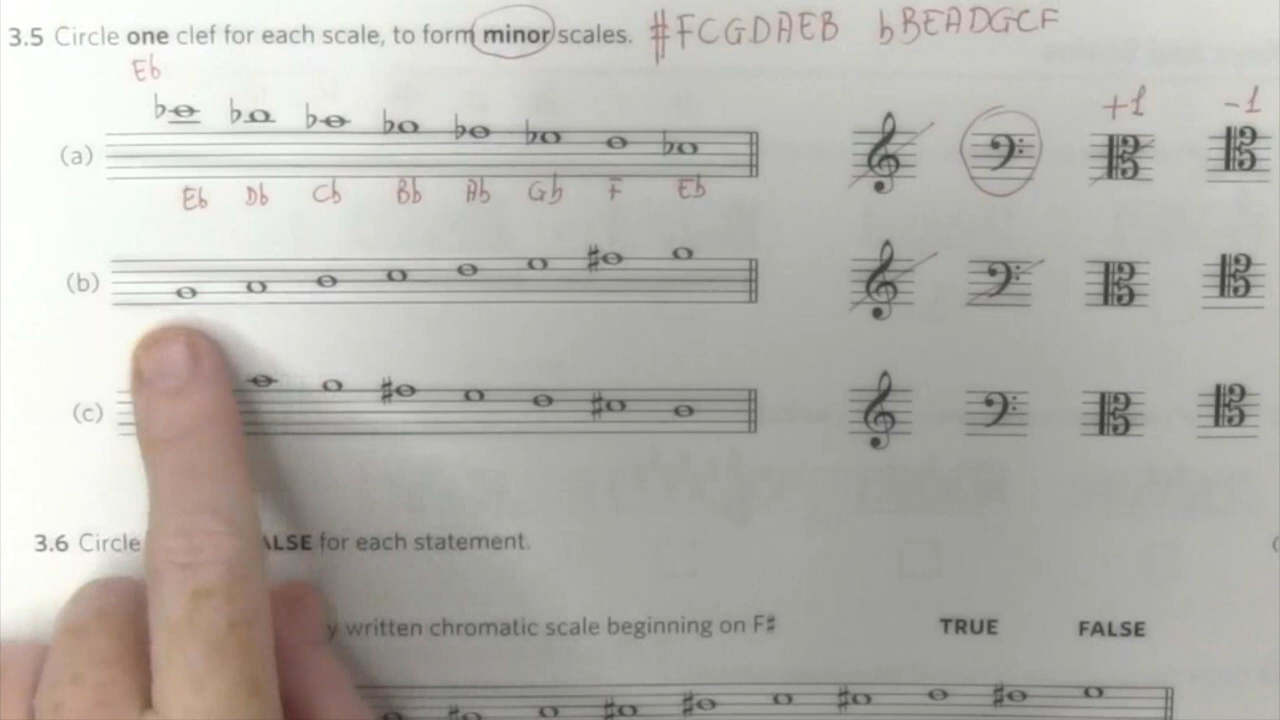 3.5 Circle one clef for each scale, to form minor scales. #FCGDAEB bBEADGCF
Eb
+1 -1
(a)
Eb Db Cb Bb Ab Gb F Eb
(b)
(c)
3.6 Circle ALSE for each statement.
y written chromatic scale beginning on F♯ TRUE FALSE